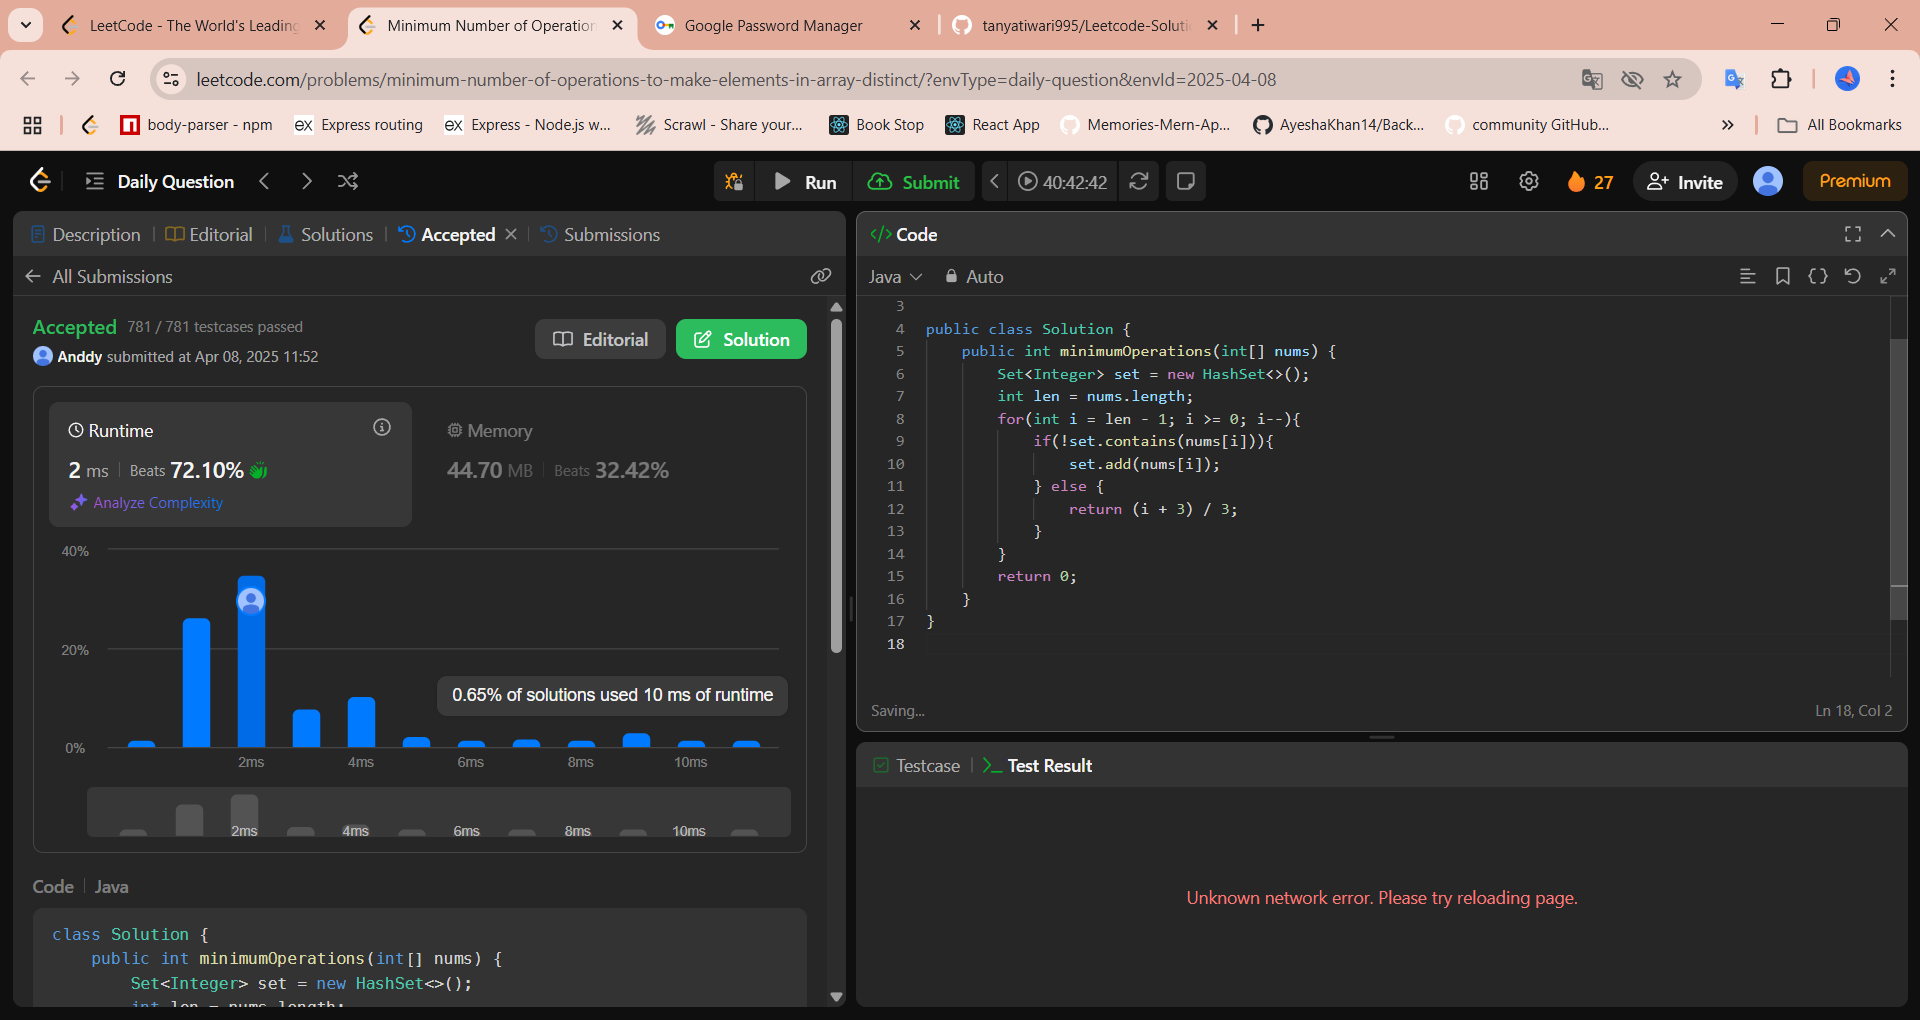 LeetCode - The World's Leading
Minimum Number of Operation
Google Password Manager
tanyatiwari995/Leetcode-Soluti
leetcode.com/problems/minimum-number-of-operations-to-make-elements-in-array-distinct/?envType=daily-question&envId=2025-04-08
body-parser - npm
ex Express routing
ex Express - Node.js w...
Scrawl - Share your...
Book Stop
React App
Memories-Mern-Ap...
AyeshaKhan14/Back...
community GitHub...
All Bookmarks
Daily Question
Run
Submit
40:42:42
27
Invite
Premium
Description
Editorial
Solutions
Accepted
Submissions
All Submissions
Accepted 781 / 781 testcases passed
Anddy submitted at Apr 08, 2025 11:52
Editorial
Solution
Runtime
2 ms Beats 72.10%
Analyze Complexity
Memory
44.70 MB Beats 32.42%
40%
20%
0%
0.65% of solutions used 10 ms of runtime
2ms 4ms 6ms 8ms 10ms
2ms 4ms 6ms 8ms 10ms
Code Java
class Solution {
public int minimumOperations(int[] nums) {
Set<Integer> set = new HashSet<>();
int len = nums.length;
</> Code
Java Auto
3
4 public class Solution {
5 public int minimumOperations(int[] nums) {
6 Set<Integer> set = new HashSet<>();
7 int len = nums.length;
8 for(int i = len - 1; i >= 0; i--){
9 if(!set.contains(nums[i])){
10 set.add(nums[i]);
11 } else {
12 return (i + 3) / 3;
13 }
14 }
15 return 0;
16 }
17 }
18
Saving...
Ln 18, Col 2
Testcase
Test Result
Unknown network error. Please try reloading page.